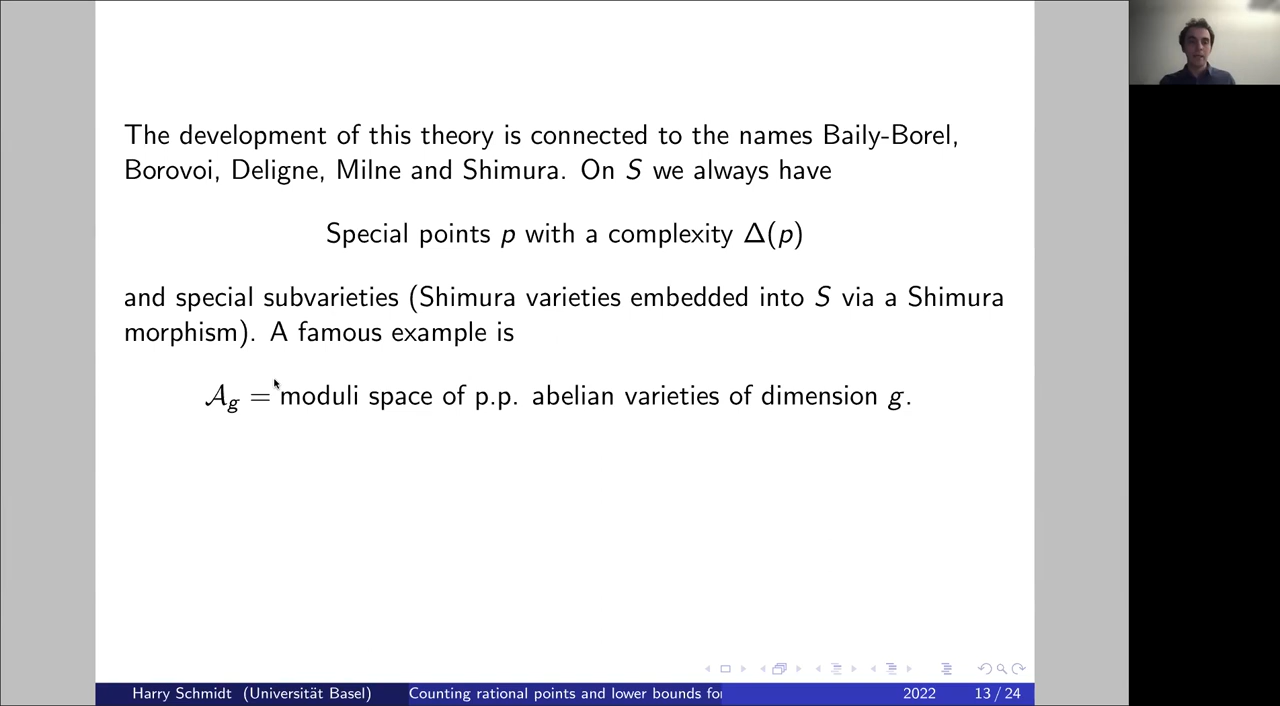 The development of this theory is connected to the names Baily-Borel,
Borovoi, Deligne, Milne and Shimura. On S we always have
Special points p with a complexity Δ(p)
and special subvarieties (Shimura varieties embedded into S via a Shimura
morphism). A famous example is
𝒜_g = moduli space of p.p. abelian varieties of dimension g.
Harry Schmidt (Universität Basel) Counting rational points and lower bounds for 2022 13 / 24